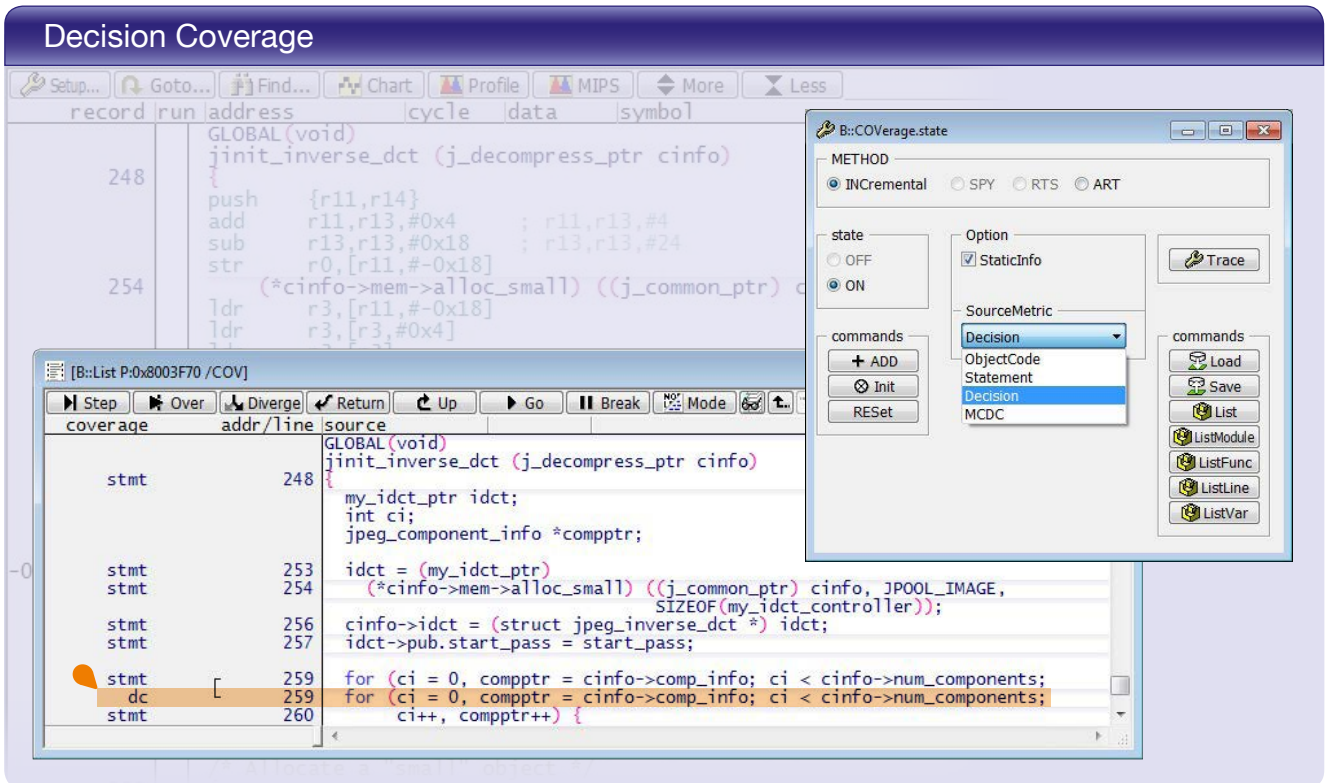 Decision Coverage
Setup... Goto... Find... Chart Profile MIPS More Less
record run address cycle data symbol
GLOBAL(void)
jinit_inverse_dct (j_decompress_ptr cinfo)
248 {
push {r11,r14}
add r11,r13,#0x4 ; r11,r13,#4
sub r13,r13,#0x18 ; r13,r13,#24
str r0,[r11,#-0x18]
254 (*cinfo->mem->alloc_small) ((j_common_ptr) c
ldr r3,[r11,#-0x18]
ldr r3,[r3,#0x4]
B::COVerage.state
METHOD
INCremental SPY RTS ART
state
OFF
ON
Option
StaticInfo
Trace
SourceMetric
Decision
ObjectCode
Statement
Decision
MCDC
commands
+ ADD
Init
RESet
commands
Load
Save
List
ListModule
ListFunc
ListLine
ListVar
[B::List P:0x8003F70 /COV]
Step Over Diverge Return Up Go Break Mode
coverage addr/line source
GLOBAL(void)
jinit_inverse_dct (j_decompress_ptr cinfo)
stmt 248 {
my_idct_ptr idct;
int ci;
jpeg_component_info *compptr;
stmt 253 idct = (my_idct_ptr)
stmt 254 (*cinfo->mem->alloc_small) ((j_common_ptr) cinfo, JPOOL_IMAGE,
SIZEOF(my_idct_controller));
stmt 256 cinfo->idct = (struct jpeg_inverse_dct *) idct;
stmt 257 idct->pub.start_pass = start_pass;
stmt 259 for (ci = 0, compptr = cinfo->comp_info; ci < cinfo->num_components;
dc 259 for (ci = 0, compptr = cinfo->comp_info; ci < cinfo->num_components;
stmt 260 ci++, compptr++) {
-0
/* Allocate a "small" object */